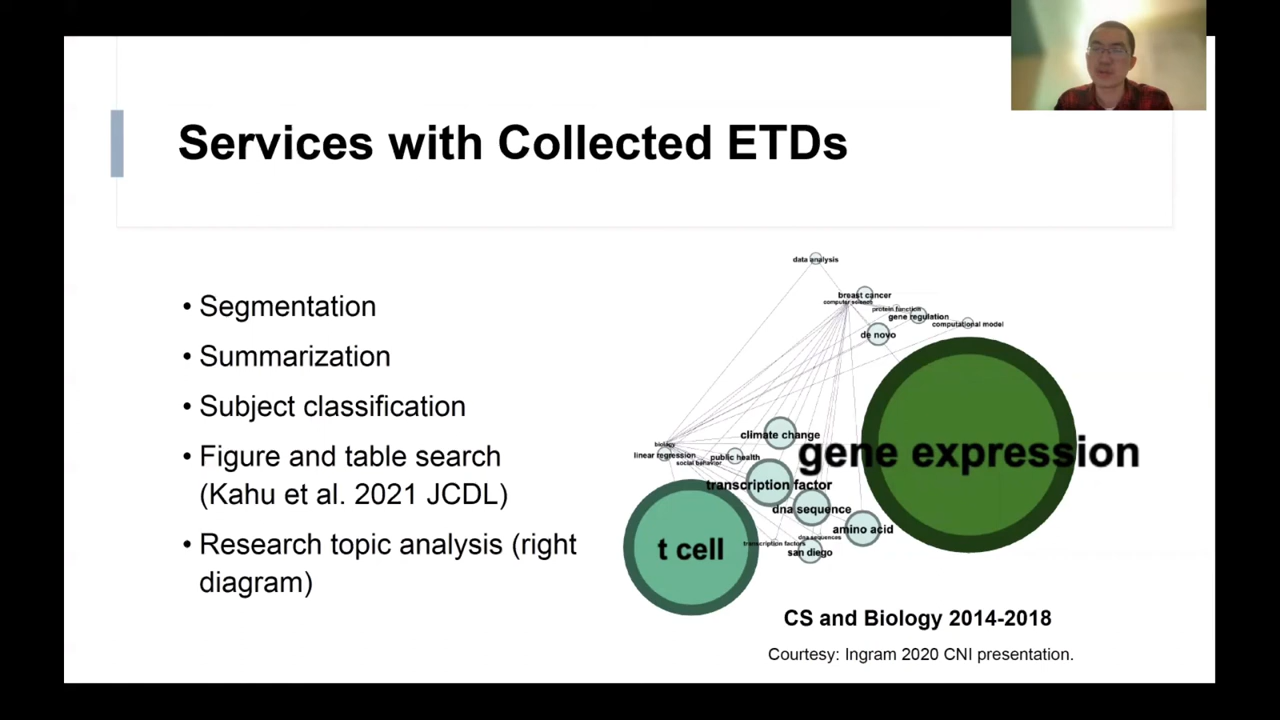 Services with Collected ETDs
• Segmentation
• Summarization
• Subject classification
• Figure and table search
(Kahu et al. 2021 JCDL)
• Research topic analysis (right
diagram)
data analysis
breast cancer
computer science
protein function
gene regulation
computational model
de novo
climate change
biology
linear regression
public health
social behavior
gene expression
transcription factor
dna sequence
amino acid
dna sequences
transcription factors
san diego
t cell
CS and Biology 2014-2018
Courtesy: Ingram 2020 CNI presentation.